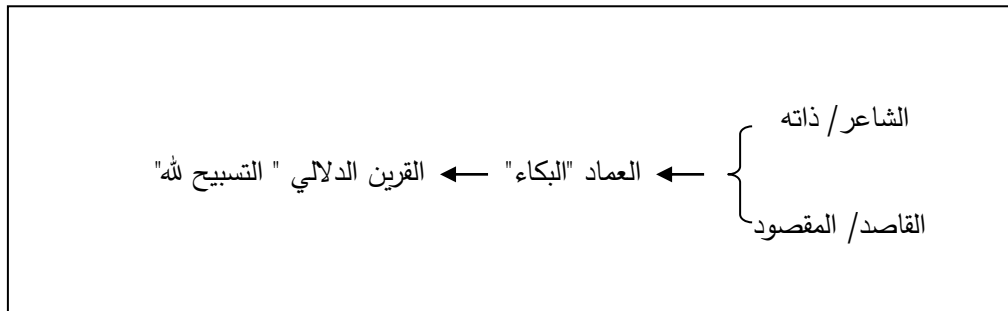 الشاعر/ ذاته
العماد "البكاء"
القرين الدلالي " التسبيح لله"
القاصد/ المقصود